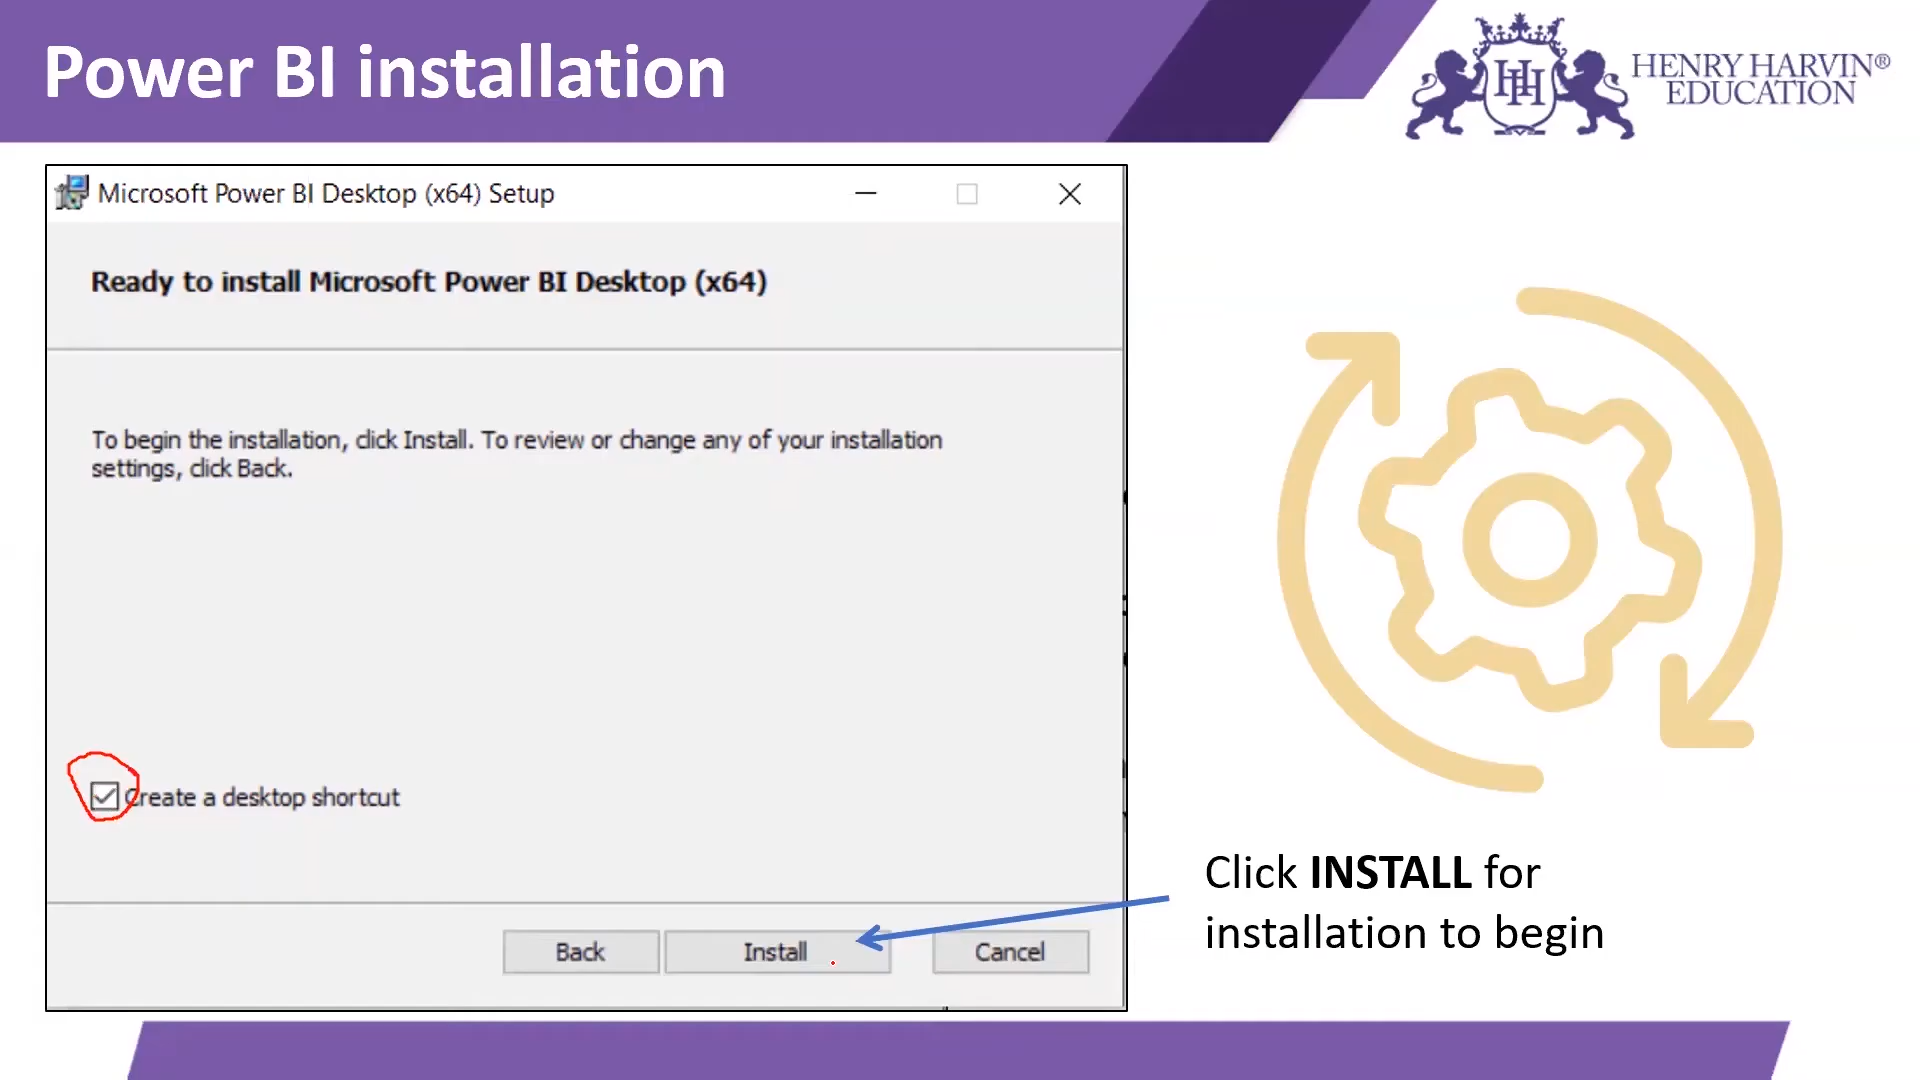 Power BI installation
HENRY HARVIN®
EDUCATION
Microsoft Power BI Desktop (x64) Setup
Ready to install Microsoft Power BI Desktop (x64)
To begin the installation, click Install. To review or change any of your installation
settings, click Back.
Create a desktop shortcut
Back
Install
Cancel
Click INSTALL for
installation to begin